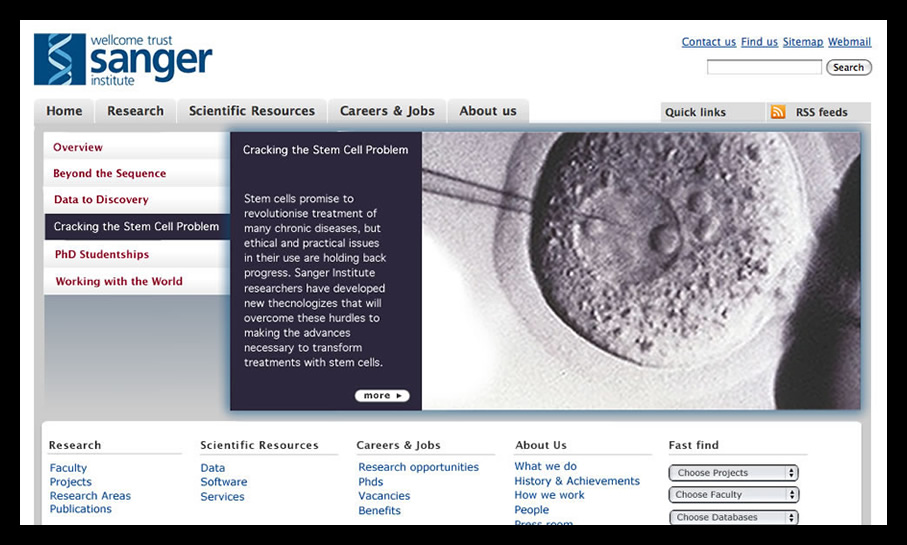 wellcome trust
sanger
institute
Contact us Find us Sitemap Webmail
Search
Home Research Scientific Resources Careers & Jobs About us Quick links RSS feeds
Overview
Beyond the Sequence
Data to Discovery
Cracking the Stem Cell Problem
PhD Studentships
Working with the World
Cracking the Stem Cell Problem
Stem cells promise to
revolutionise treatment of
many chronic diseases, but
ethical and practical issues
in their use are holding back
progress. Sanger Institute
researchers have developed
new thecnologizes that will
overcome these hurdles to
making the advances
necessary to transform
treatments with stem cells.
more
Research
Faculty
Projects
Research Areas
Publications
Scientific Resources
Data
Software
Services
Careers & Jobs
Research opportunities
Phds
Vacancies
Benefits
About Us
What we do
History & Achievements
How we work
People
Press room
Fast find
Choose Projects
Choose Faculty
Choose Databases